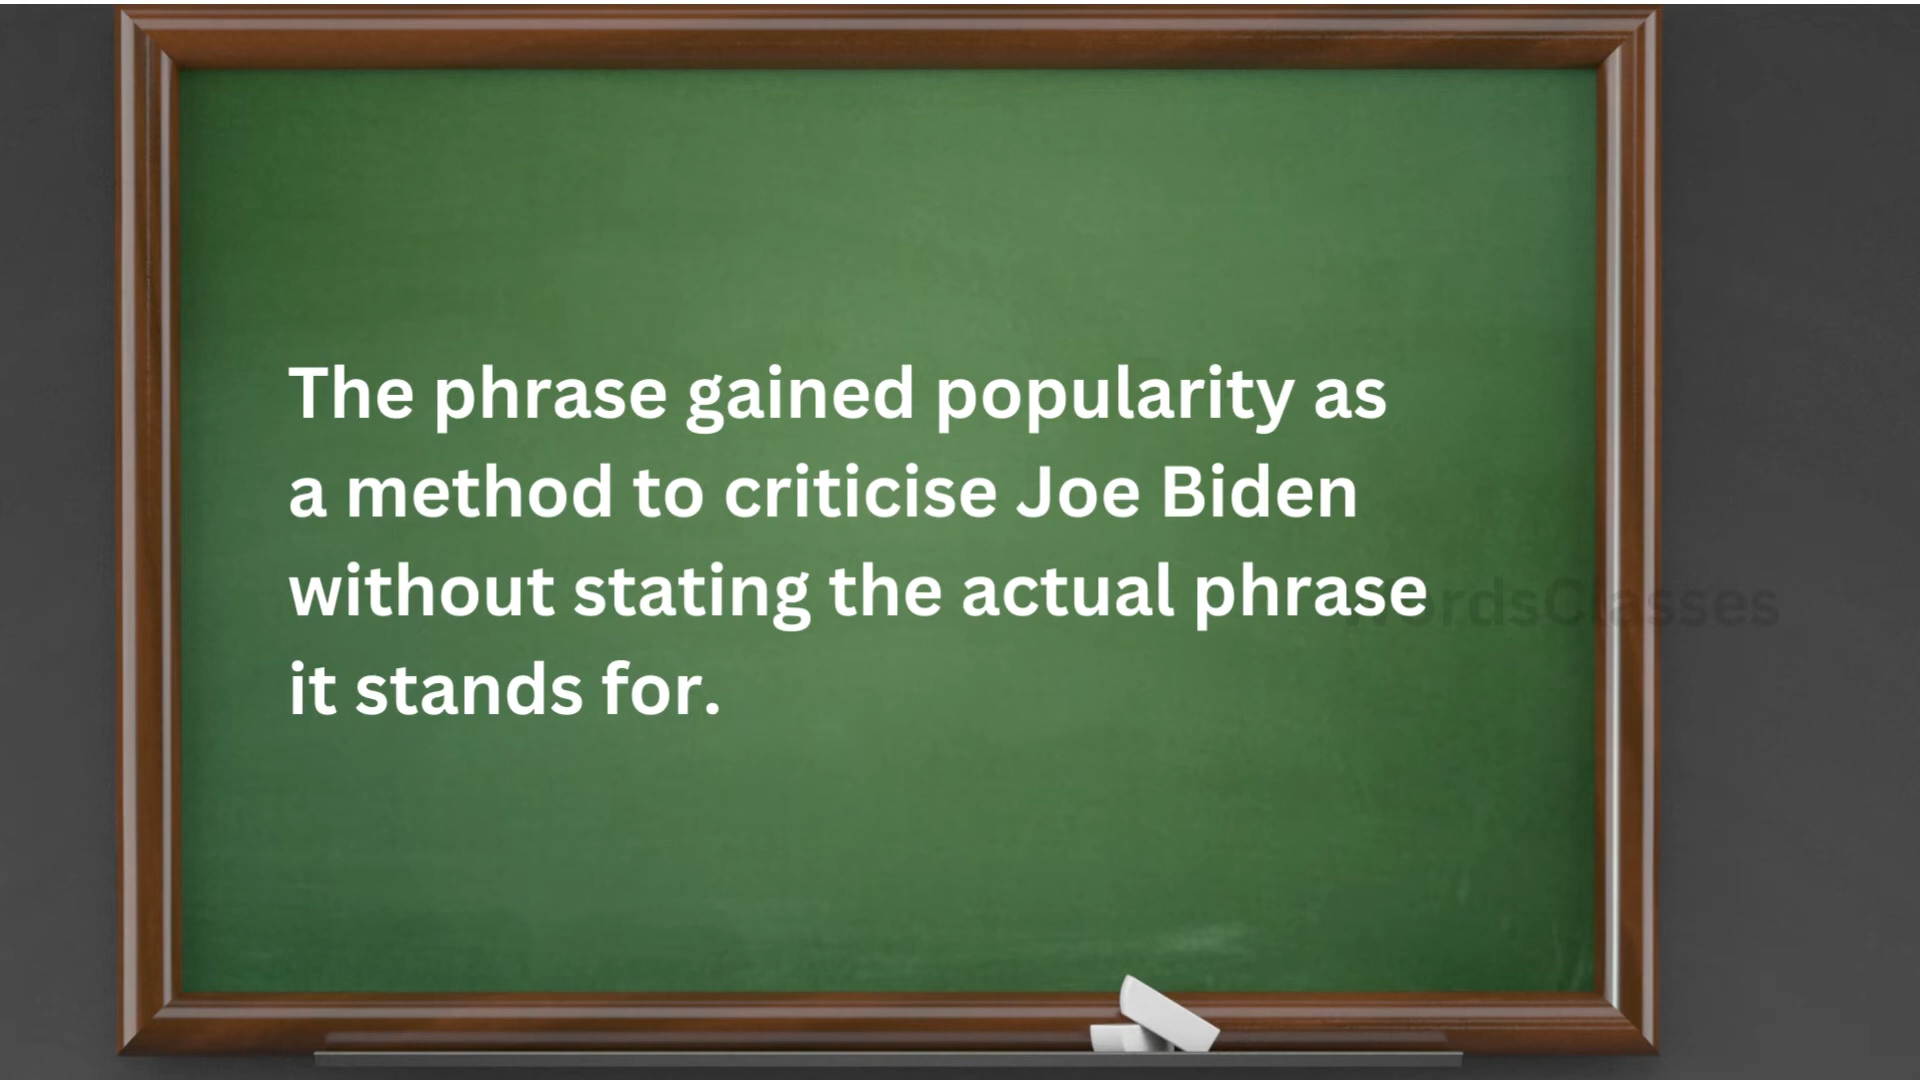 The phrase gained popularity as
a method to criticise Joe Biden
without stating the actual phrase
it stands for.